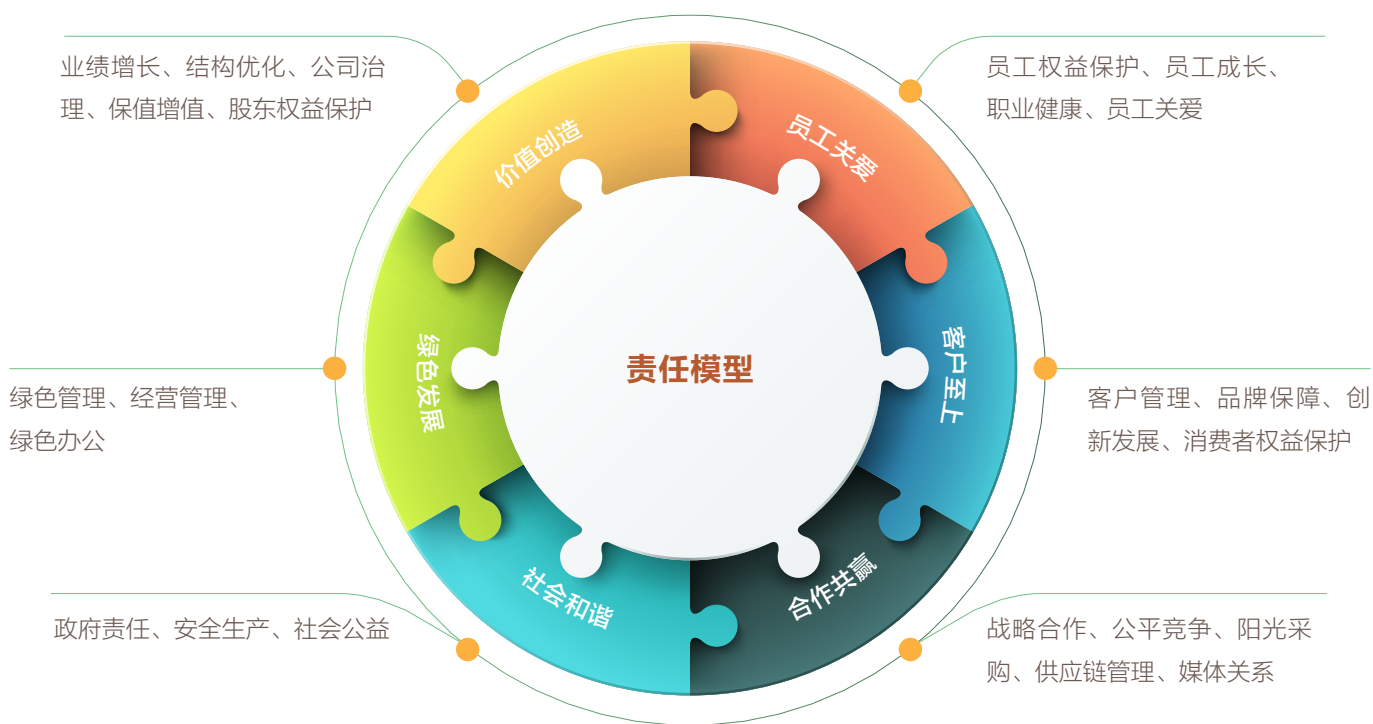 业绩增长、结构优化、公司治
理、保值增值、股东权益保护
员工权益保护、员工成长、
职业健康、员工关爱
价值创造
员工关爱
绿色发展
责任模型
客户至上
绿色管理、经营管理、
绿色办公
客户管理、品牌保障、创
新发展、消费者权益保护
社会和谐
合作共赢
政府责任、安全生产、社会公益
战略合作、公平竞争、阳光采
购、供应链管理、媒体关系